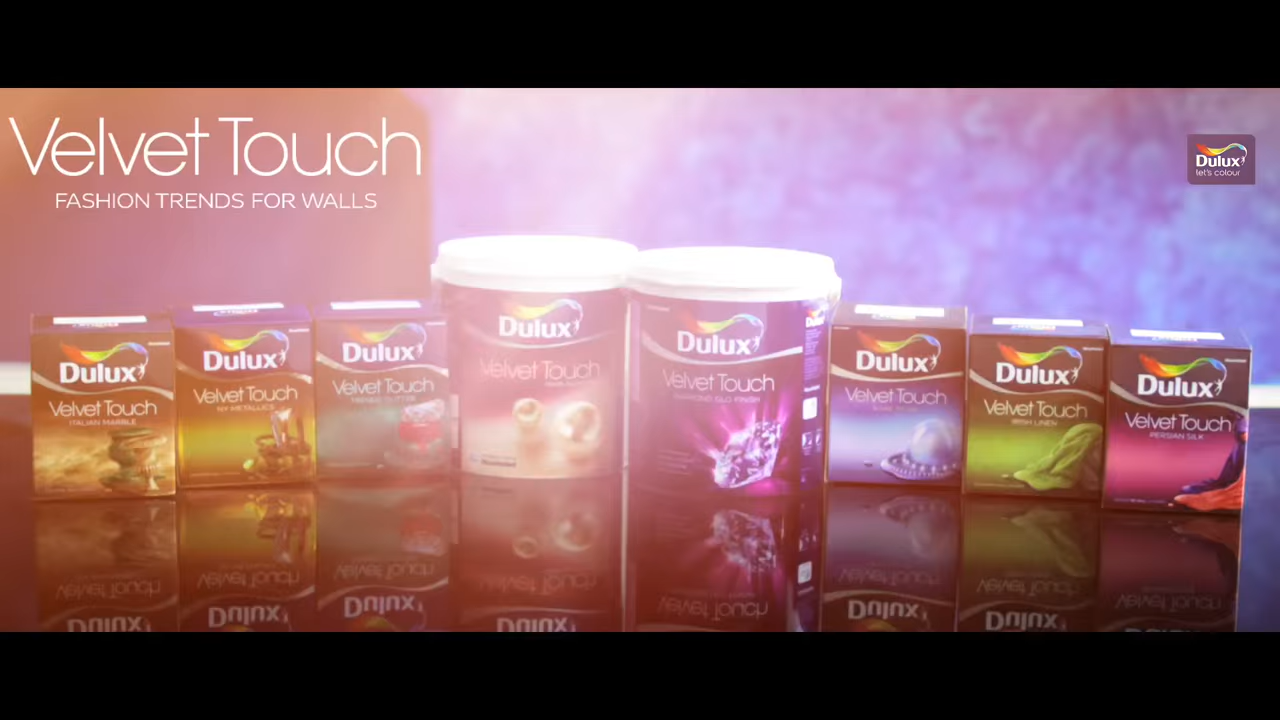 Velvet Touch
FASHION TRENDS FOR WALLS
Dulux
let's colour
Dulux
Velvet Touch
ITALIAN MARBLE
Dulux
Velvet Touch
NY METALLICS
Dulux
Velvet Touch
Dulux
Velvet Touch
Dulux
Velvet Touch
DIAMOND GLO FINISH
Dulux
Velvet Touch
Dulux
Velvet Touch
IRISH LINEN
Dulux
Velvet Touch
PERSIAN SILK